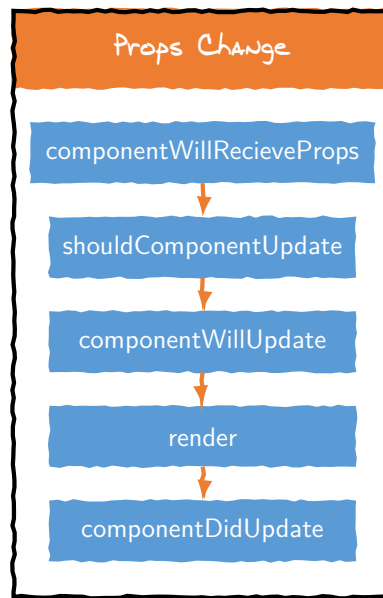 Props Change
componentWillRecieveProps
shouldComponentUpdate
componentWillUpdate
render
componentDidUpdate